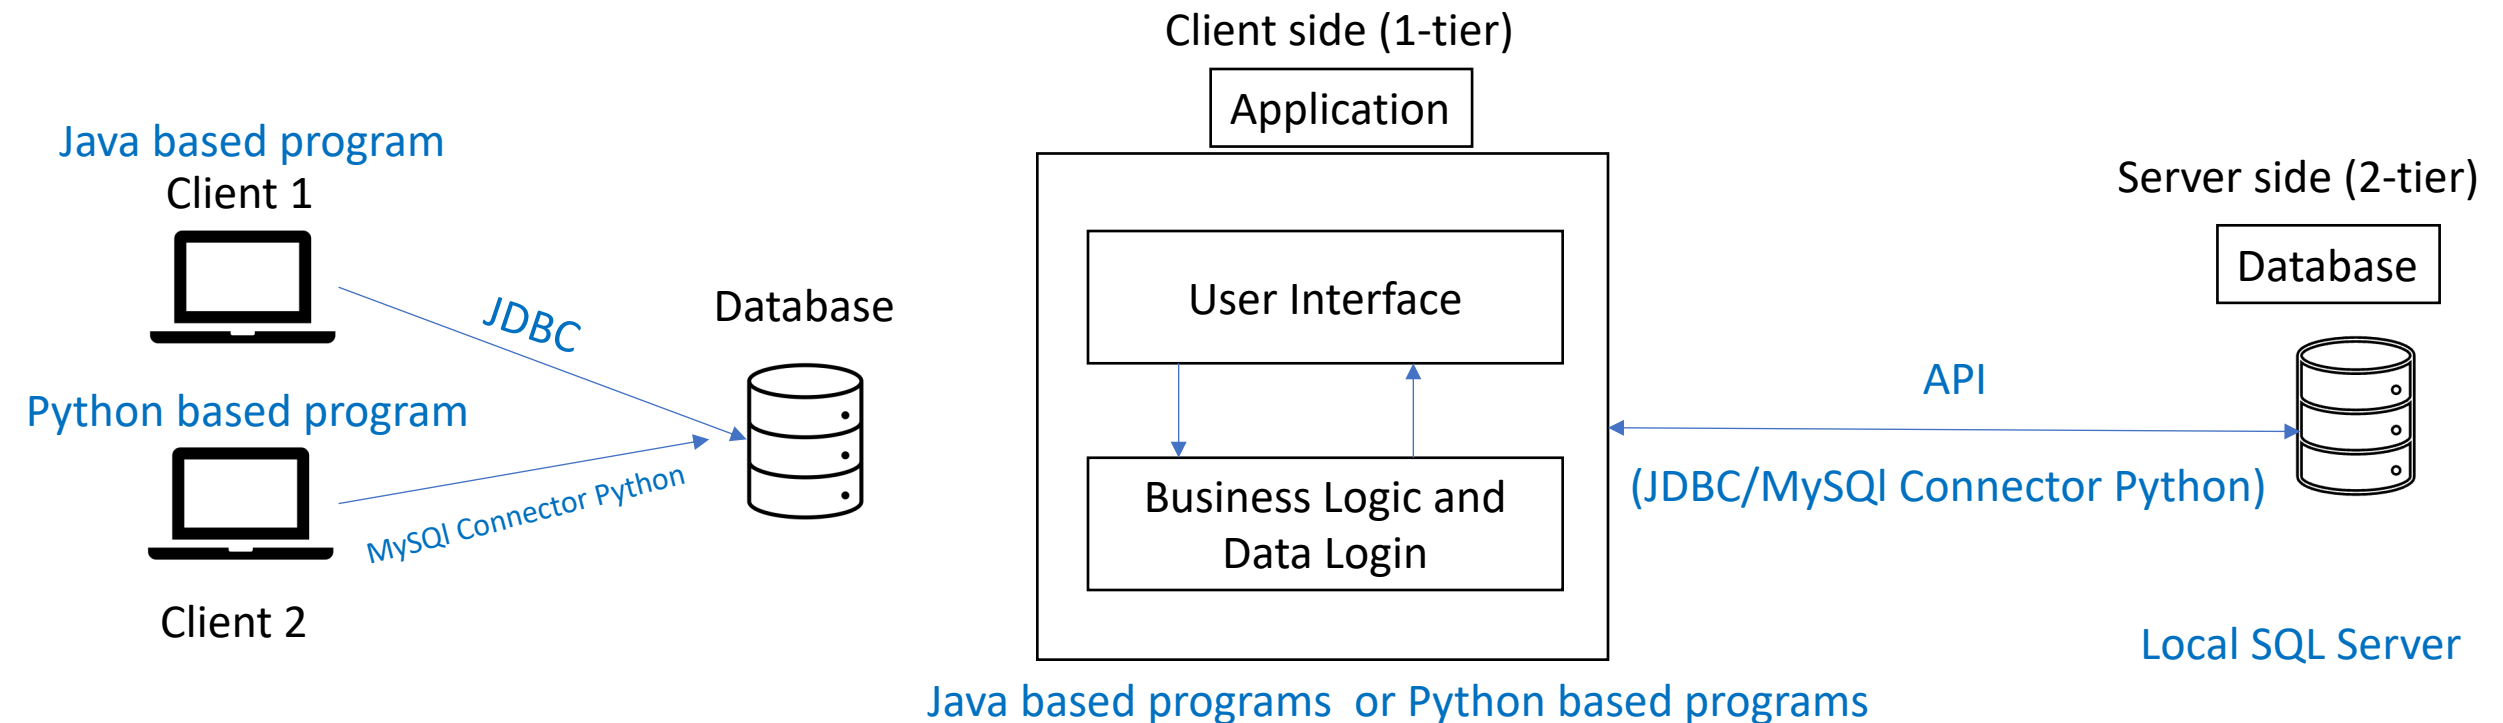 Java based program
Client 1
JDBC
Database
Python based program
MySQl Connector Python
Client 2
Client side (1-tier)
Application
User Interface
Business Logic and
Data Login
Java based programs  or Python based programs
API
(JDBC/MySQl Connector Python)
Server side (2-tier)
Database
Local SQL Server